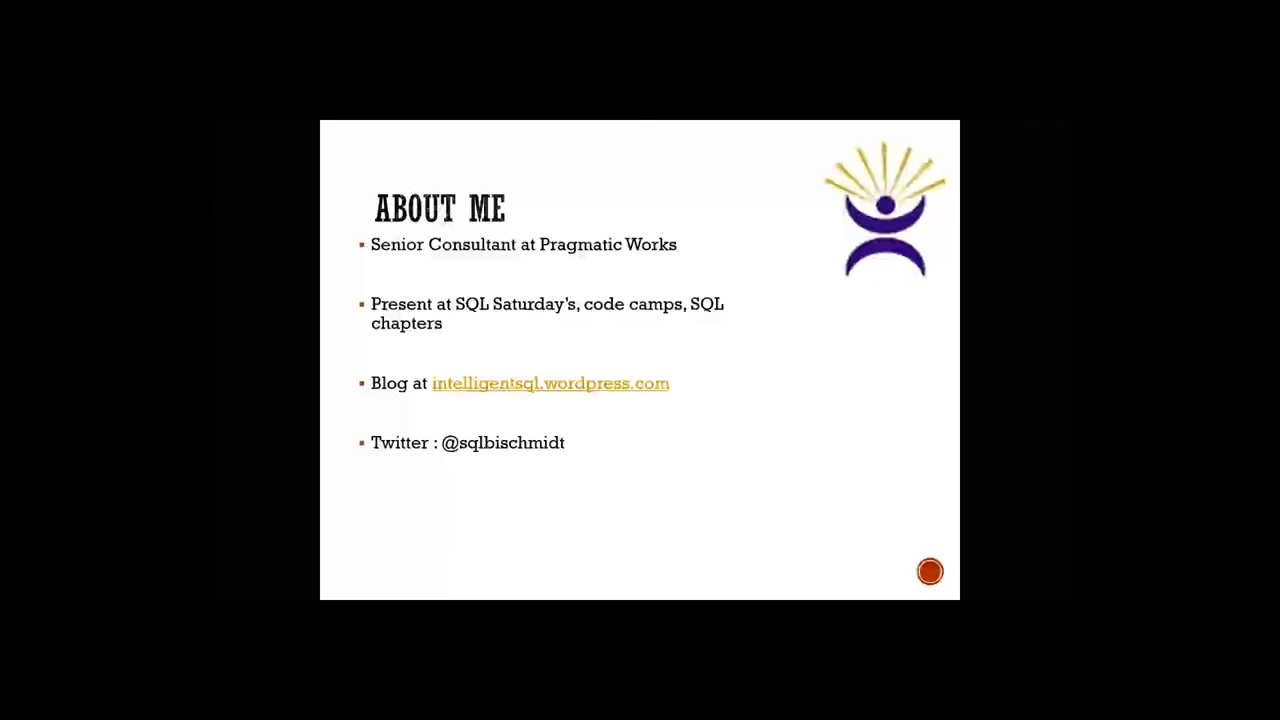 ABOUT ME
Senior Consultant at Pragmatic Works
Present at SQL Saturday's, code camps, SQL
chapters
Blog at intelligentsql.wordpress.com
Twitter : @sqlbischmidt